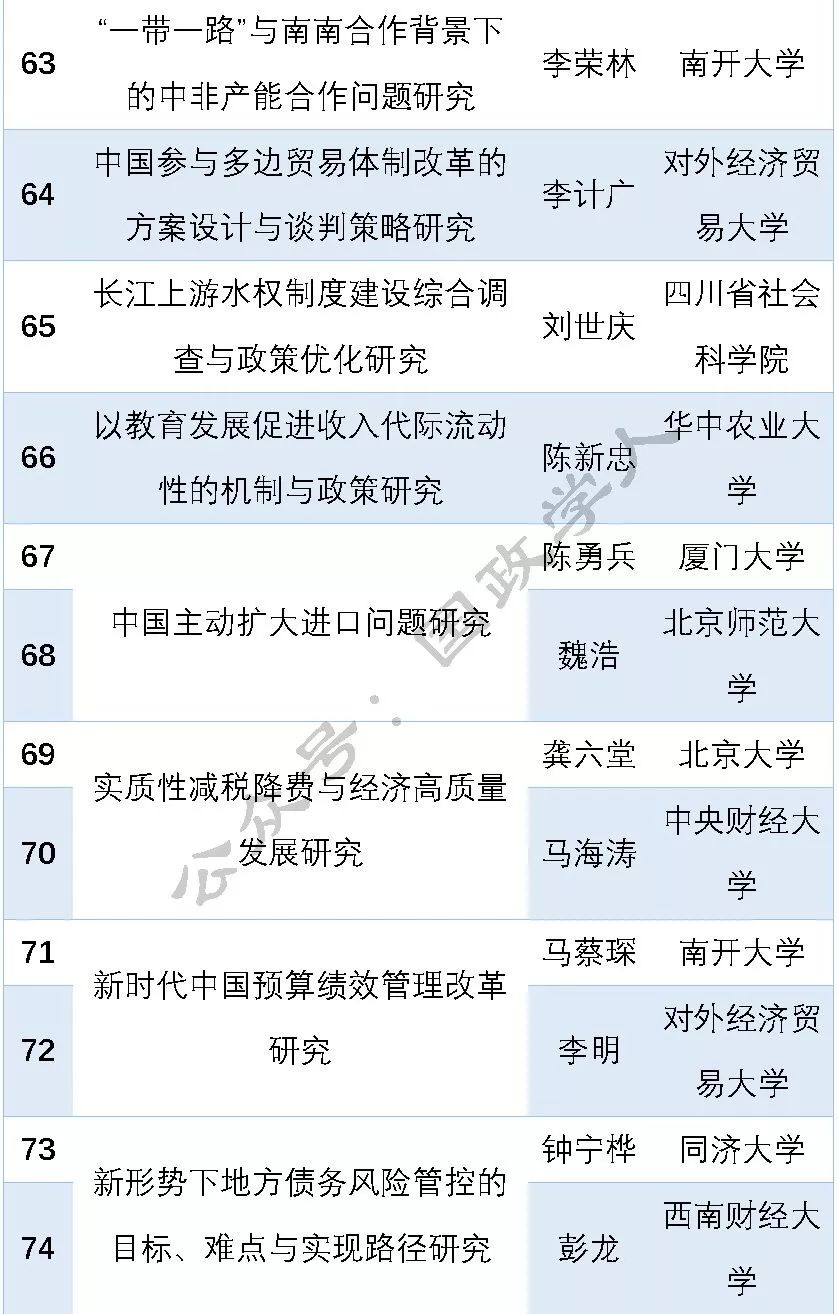 63
“一带一路”与南南合作背景下
的中非产能合作问题研究
李荣林
南开大学
64
中国参与多边贸易体制改革的
方案设计与谈判策略研究
李计广
对外经济贸
易大学
65
长江上游水权制度建设综合调
查与政策优化研究
刘世庆
四川省社会
科学院
66
以教育发展促进收入代际流动
性的机制与政策研究
陈新忠
华中农业大
学
67
陈勇兵
厦门大学
中国主动扩大进口问题研究
68
魏浩
北京师范大
学
69
龚六堂
北京大学
实质性减税降费与经济高质量
发展研究
70
马海涛
中央财经大
学
71
马蔡琛
南开大学
新时代中国预算绩效管理改革
研究
72
李明
对外经济贸
易大学
73
钟宁桦
同济大学
新形势下地方债务风险管控的
目标、难点与实现路径研究
74
彭龙
西南财经大
学
公众号：国政学人